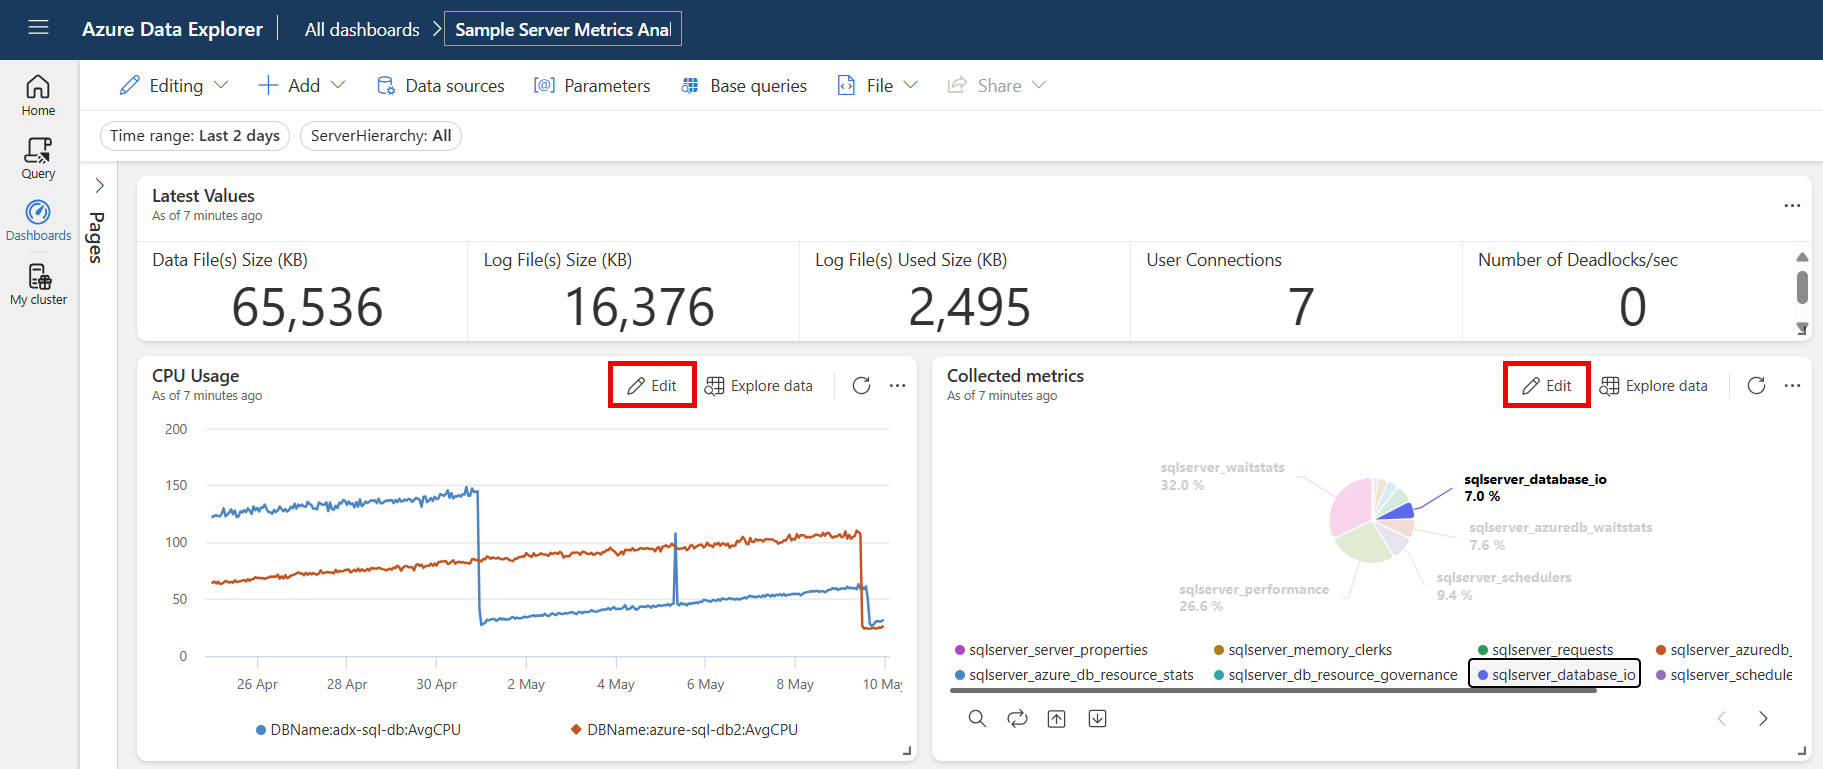 Azure Data Explorer
All dashboards
Sample Server Metrics Anal
Editing
Add
Data sources
Parameters
Base queries
File
Share
Home
Query
Dashboards
My cluster
Time range: Last 2 days
ServerHierarchy: All
Pages
Latest Values
As of 7 minutes ago
Data File(s) Size (KB)
65,536
Log File(s) Size (KB)
16,376
Log File(s) Used Size (KB)
2,495
User Connections
7
Number of Deadlocks/sec
0
CPU Usage
As of 7 minutes ago
Edit
Explore data
200
150
100
50
0
26 Apr
28 Apr
30 Apr
2 May
4 May
6 May
8 May
10 May
DBName:adx-sql-db:AvgCPU
DBName:azure-sql-db2:AvgCPU
Collected metrics
As of 7 minutes ago
Edit
Explore data
sqlserver_waitstats
32.0 %
sqlserver_database_io
7.0 %
sqlserver_azuredb_waitstats
7.6 %
sqlserver_schedulers
9.4 %
sqlserver_performance
26.6 %
sqlserver_server_properties
sqlserver_memory_clerks
sqlserver_requests
sqlserver_azuredb_
sqlserver_azure_db_resource_stats
sqlserver_db_resource_governance
sqlserver_database_io
sqlserver_schedule